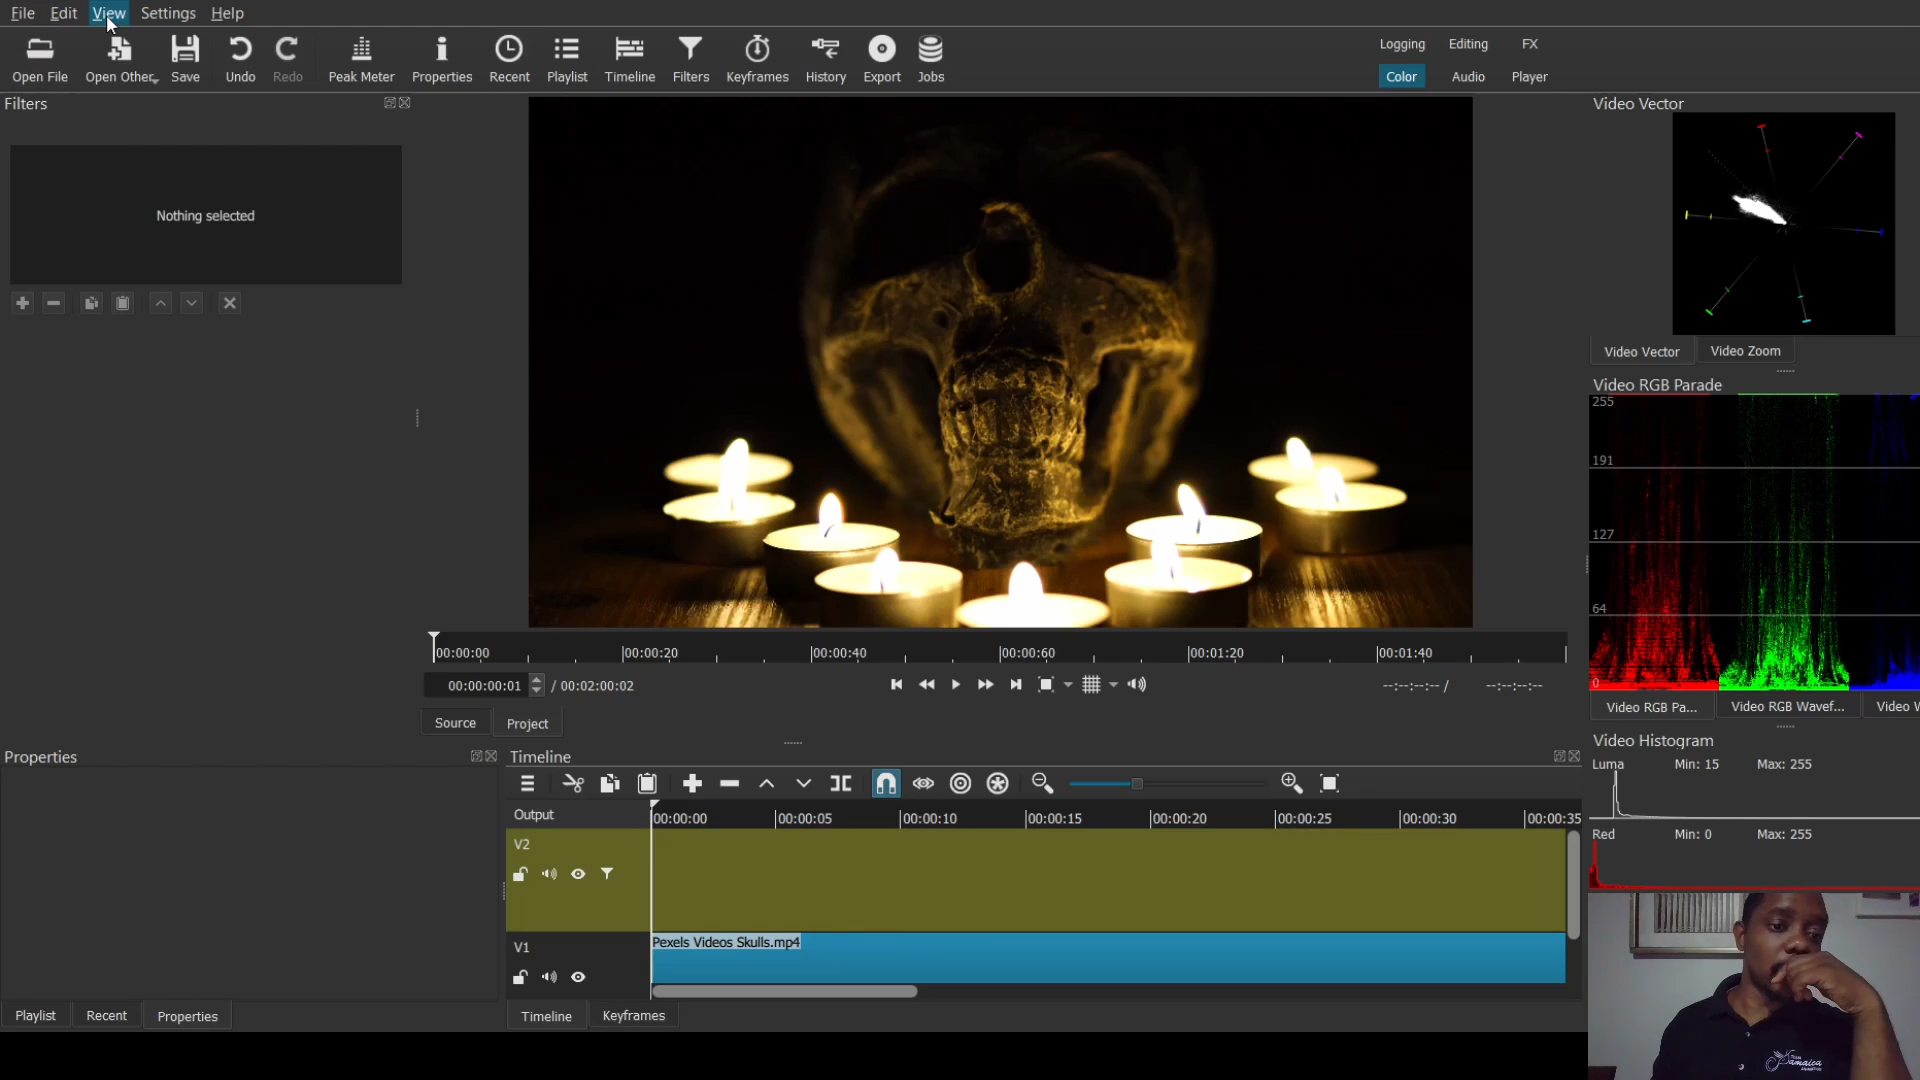 File Edit View Settings Help
Open File Open Other Save Undo Redo Peak Meter Properties Recent Playlist Timeline Filters Keyframes History Export Jobs
Logging Editing FX
Color Audio Player
Filters
Nothing selected
Video Vector
Video Vector Video Zoom
Video RGB Parade
255
191
127
64
0
Video RGB Pa... Video RGB Wavef... Video W
Video Histogram
Luma Min: 15 Max: 255
Red Min: 0 Max: 255
00:00:00 00:00:20 00:00:40 00:00:60 00:01:20 00:01:40
00:00:00:01 / 00:02:00:02
--:--:--:-- / --:--:--:--
Source Project
Properties
Timeline
Output
00:00:00 00:00:05 00:00:10 00:00:15 00:00:20 00:00:25 00:00:30 00:00:35
V2
V1
Pexels Videos Skulls.mp4
Playlist Recent Properties
Timeline Keyframes
Jamaica